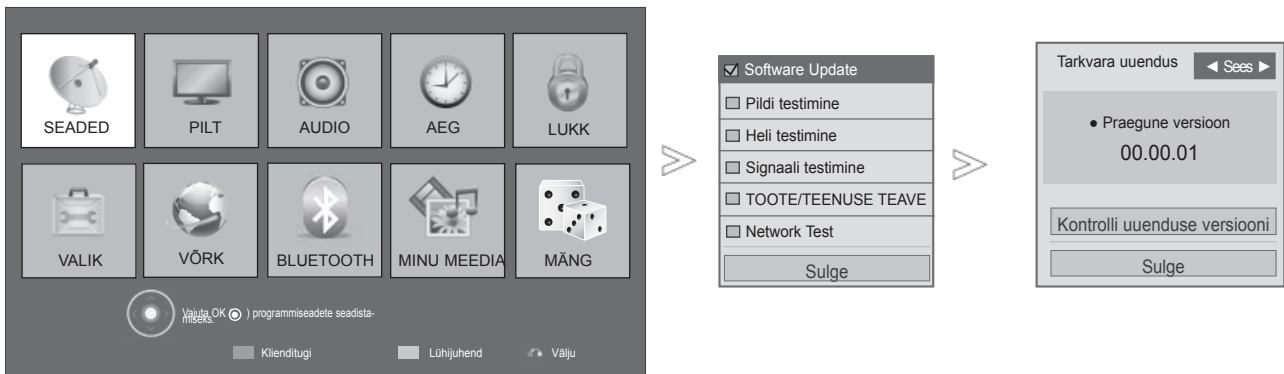 SEADED PILT AUDIO AEG LUKK
VALIK VÕRK BLUETOOTH MINU MEEDIA MÄNG
Vajuta OK ) programmiseadete seadista-
miseks.
Klienditugi Lühijuhend Välju
Software Update
Pildi testimine
Heli testimine
Signaali testimine
TOOTE/TEENUSE TEAVE
Network Test
Sulge
Tarkvara uuendus ◄ Sees ►
● Praegune versioon
00.00.01
Kontrolli uuenduse versiooni
Sulge